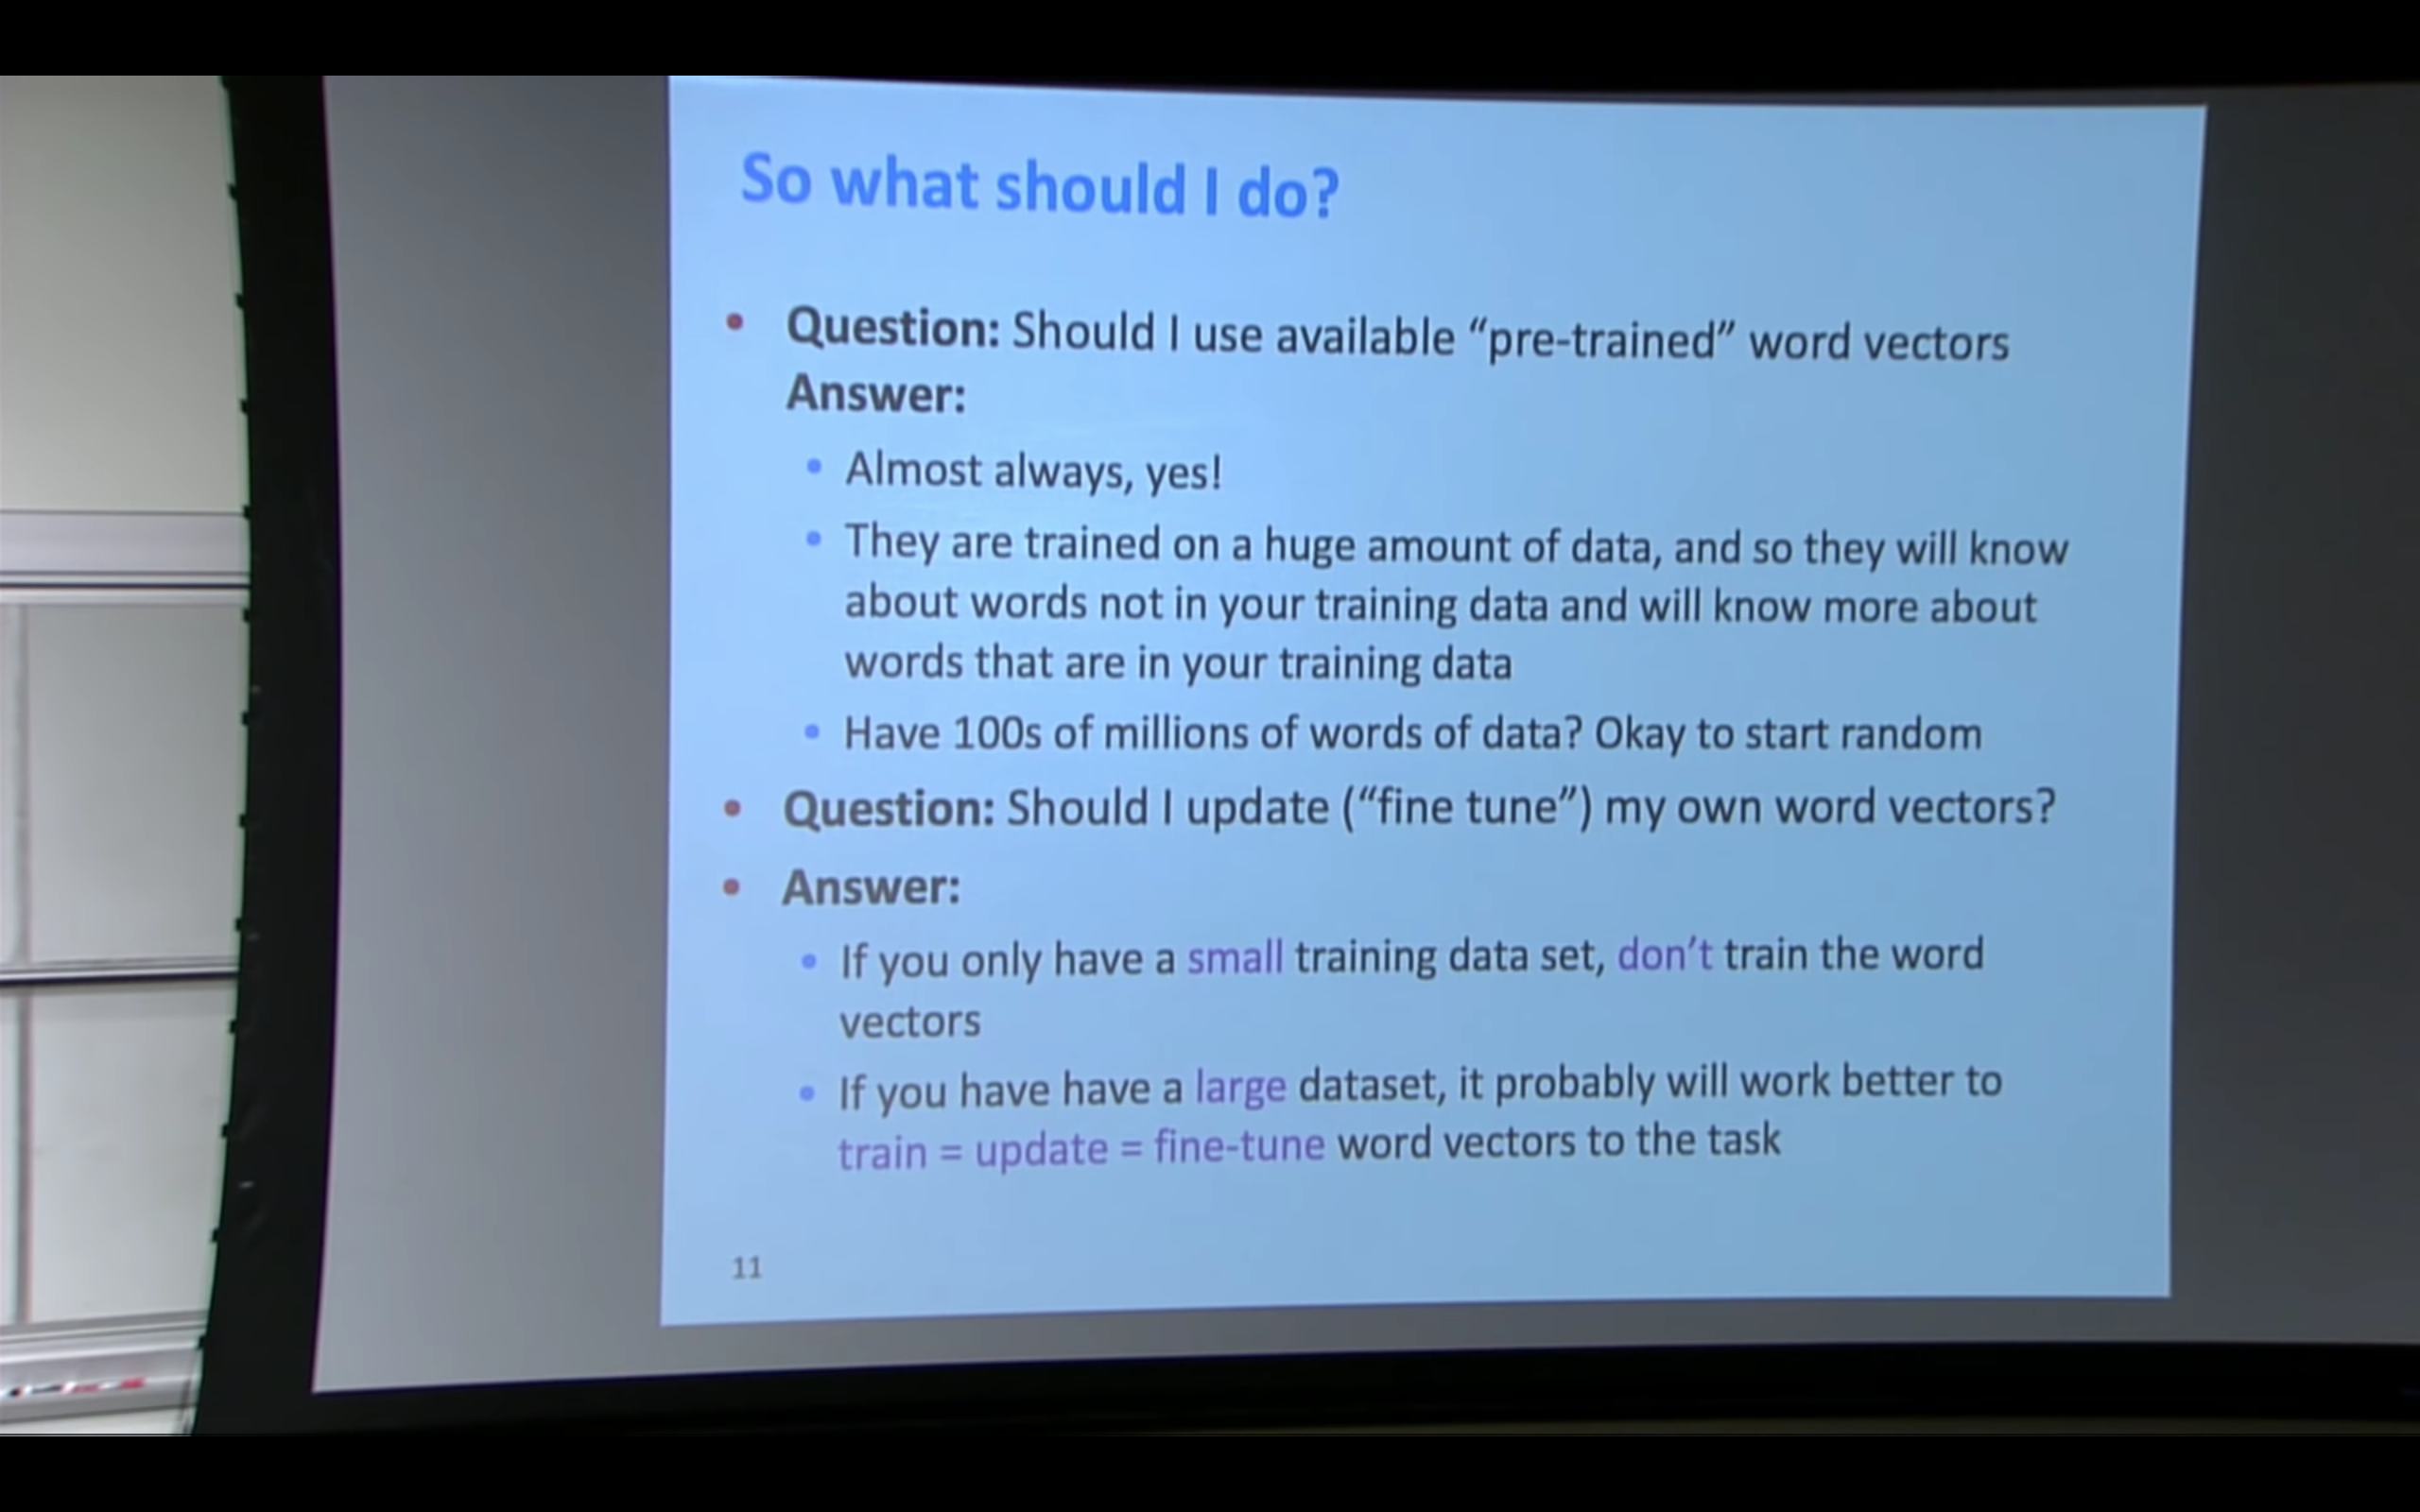 So what should I do?
• Question: Should I use available “pre-trained” word vectors
Answer:
• Almost always, yes!
• They are trained on a huge amount of data, and so they will know
about words not in your training data and will know more about
words that are in your training data
• Have 100s of millions of words of data? Okay to start random
• Question: Should I update (“fine tune”) my own word vectors?
• Answer:
• If you only have a small training data set, don’t train the word
vectors
• If you have have a large dataset, it probably will work better to
train = update = fine-tune word vectors to the task
11